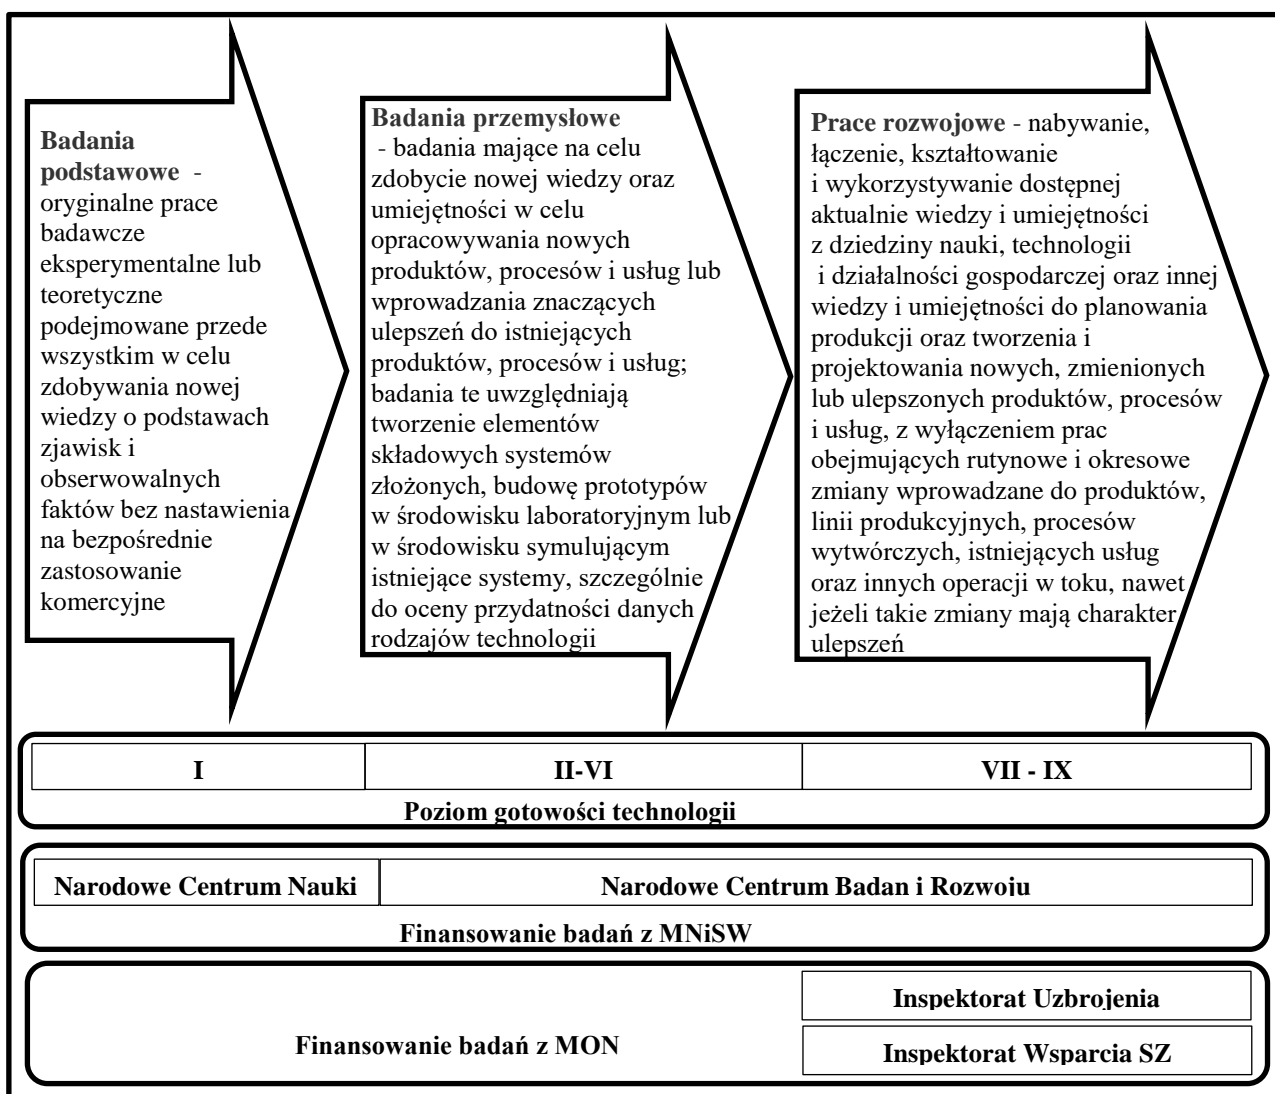 Badania
podstawowe -
oryginalne prace
badawcze
eksperymentalne lub
teoretyczne
podejmowane przede
wszystkim w celu
zdobywania nowej
wiedzy o podstawach
zjawisk i
obserwowalnych
faktów bez nastawienia
na bezpośrednie
zastosowanie
komercyjne
Badania przemysłowe
- badania mające na celu
zdobycie nowej wiedzy oraz
umiejętności w celu
opracowywania nowych
produktów, procesów i usług lub
wprowadzania znaczących
ulepszeń do istniejących
produktów, procesów i usług;
badania te uwzględniają
tworzenie elementów
składowych systemów
złożonych, budowę prototypów
w środowisku laboratoryjnym lub
w środowisku symulującym
istniejące systemy, szczególnie
do oceny przydatności danych
rodzajów technologii
Prace rozwojowe - nabywanie,
łączenie, kształtowanie
i wykorzystywanie dostępnej
aktualnie wiedzy i umiejętności
z dziedziny nauki, technologii
i działalności gospodarczej oraz innej
wiedzy i umiejętności do planowania
produkcji oraz tworzenia i
projektowania nowych, zmienionych
lub ulepszonych produktów, procesów
i usług, z wyłączeniem prac
obejmujących rutynowe i okresowe
zmiany wprowadzane do produktów,
linii produkcyjnych, procesów
wytwórczych, istniejących usług
oraz innych operacji w toku, nawet
jeżeli takie zmiany mają charakter
ulepszeń
I
II-VI
VII - IX
Poziom gotowości technologii
Narodowe Centrum Nauki
Narodowe Centrum Badan i Rozwoju
Finansowanie badań z MNiSW
Inspektorat Uzbrojenia
Finansowanie badań z MON
Inspektorat Wsparcia SZ